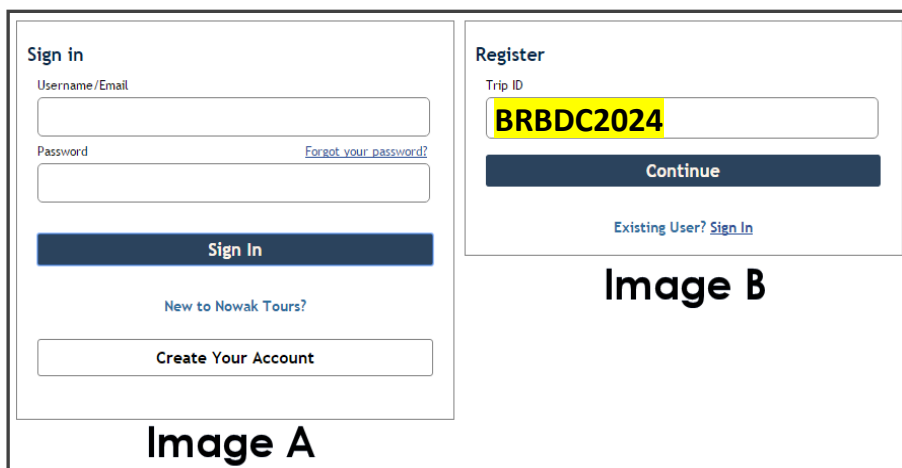 Sign in
Username/Email
Password Forgot your password?
Sign In
New to Nowak Tours?
Create Your Account
Image A
Register
Trip ID
BRBDC2024
Continue
Existing User? Sign In
Image B